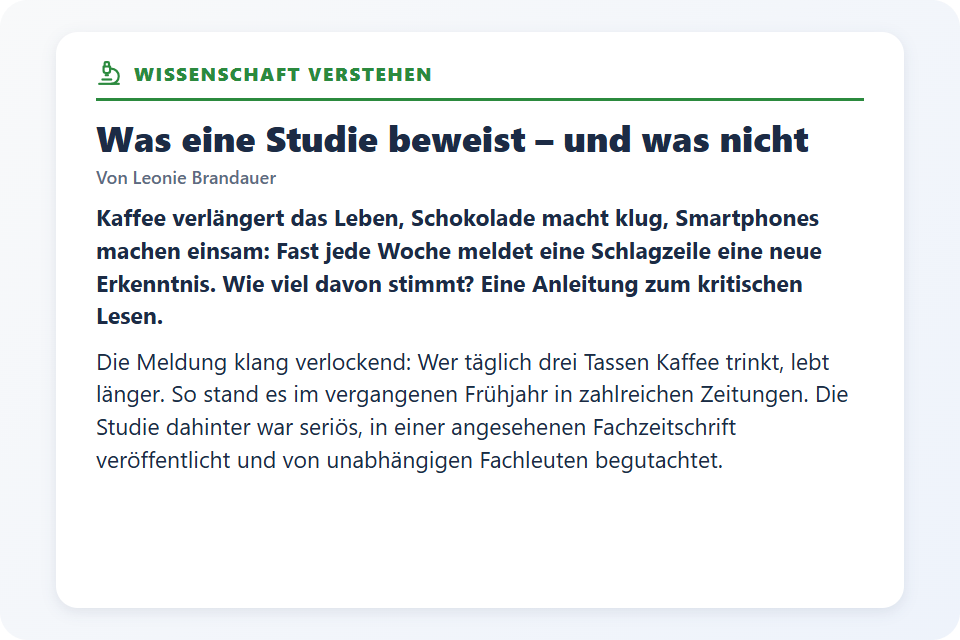 WISSENSCHAFT VERSTEHEN
Was eine Studie beweist – und was nicht
Von Leonie Brandauer
Kaffee verlängert das Leben, Schokolade macht klug, Smartphones
machen einsam: Fast jede Woche meldet eine Schlagzeile eine neue
Erkenntnis. Wie viel davon stimmt? Eine Anleitung zum kritischen
Lesen.
Die Meldung klang verlockend: Wer täglich drei Tassen Kaffee trinkt, lebt
länger. So stand es im vergangenen Frühjahr in zahlreichen Zeitungen. Die
Studie dahinter war seriös, in einer angesehenen Fachzeitschrift
veröffentlicht und von unabhängigen Fachleuten begutachtet.